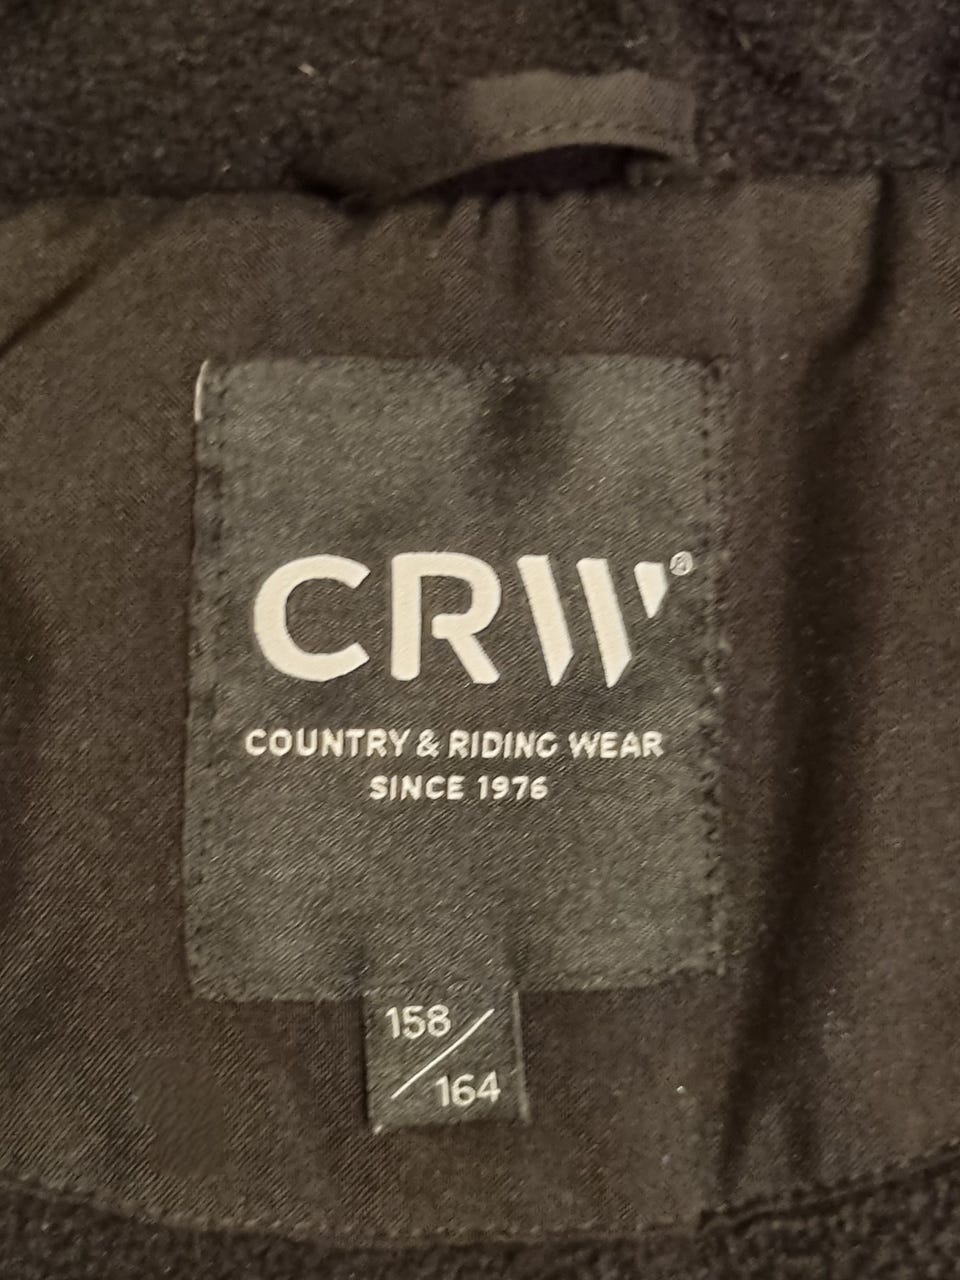 CRW®
COUNTRY & RIDING WEAR
SINCE 1976
158/
164